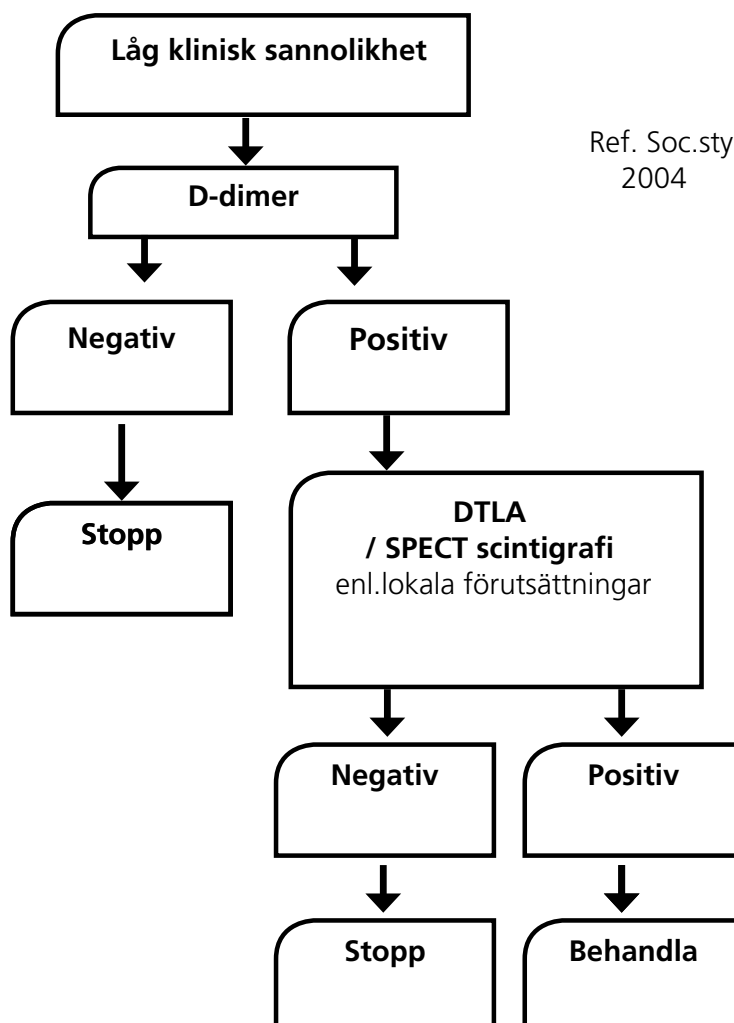 Låg klinisk sannolikhet
Ref. Soc.sty
2004
D-dimer
Negativ
Positiv
Stopp
DTLA
/ SPECT scintigrafi
enl.lokala förutsättningar
Negativ
Positiv
Stopp
Behandla